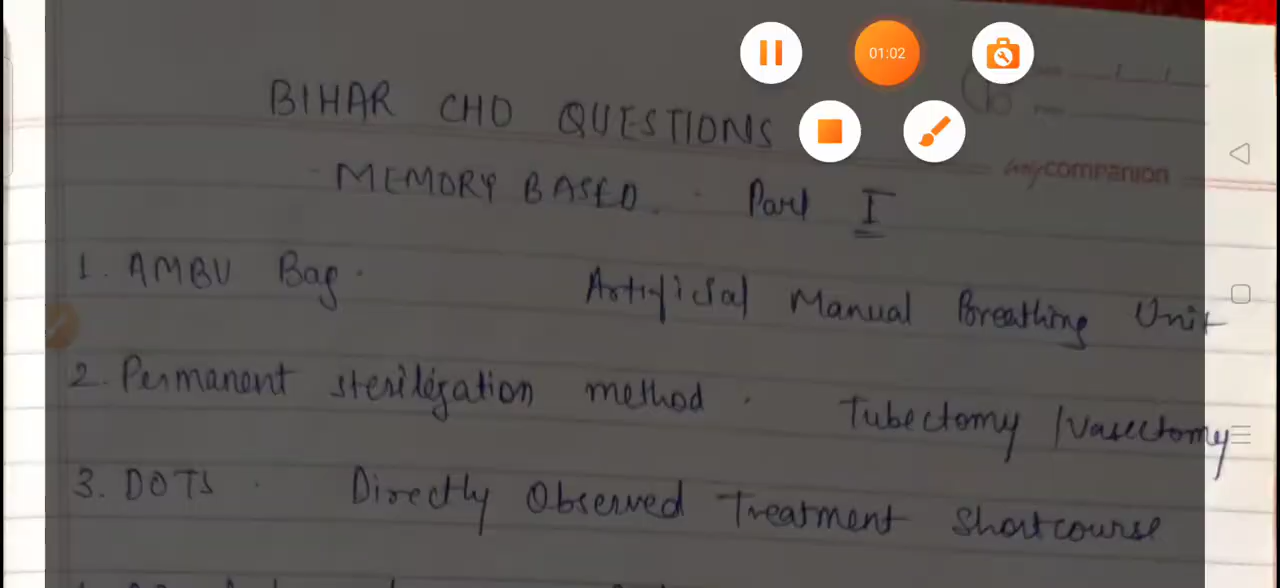 01:02
BIHAR CHO QUESTIONS
MEMORY BASED. Part I
companion
1. AMBU Bag. Artificial Manual Breathing Unit
2. Permanent sterilization method. Tubectomy / Vasectomy
3. DOTS. Directly Observed Treatment Shortcourse